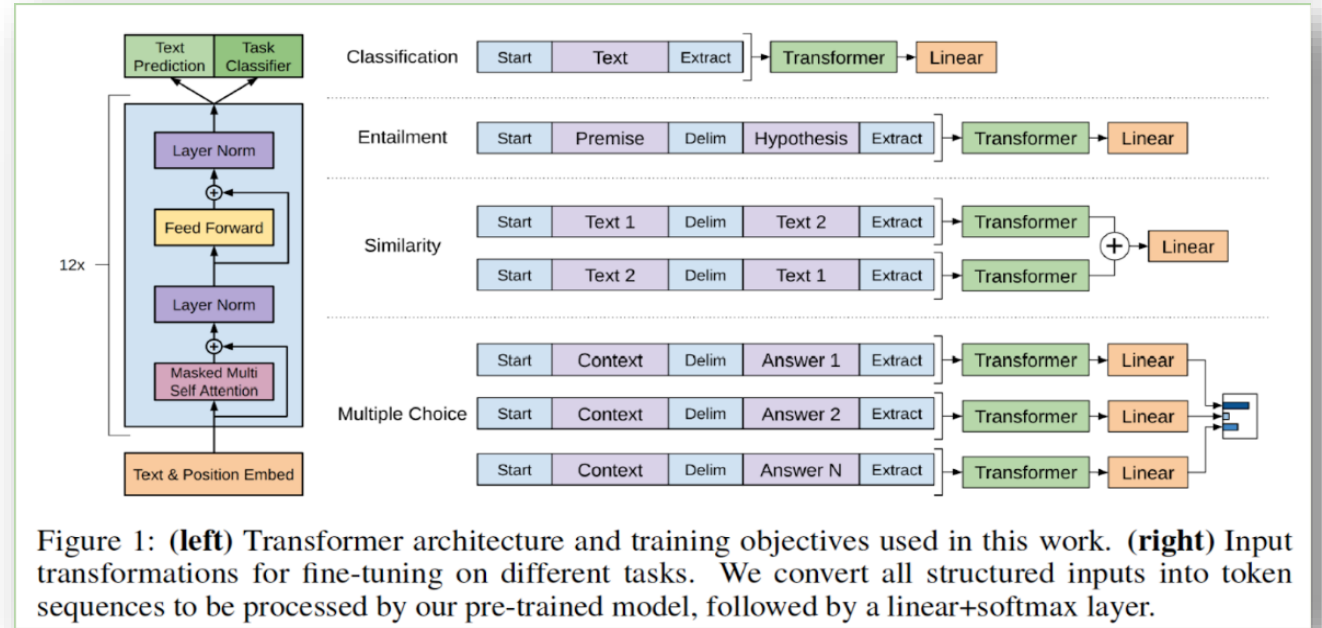 Text
Prediction
Task
Classifier
Layer Norm
Feed Forward
12x
Layer Norm
Masked Multi
Self Attention
Text & Position Embed
Classification Start Text Extract Transformer Linear
Entailment Start Premise Delim Hypothesis Extract Transformer Linear
Similarity
Start Text 1 Delim Text 2 Extract Transformer
Linear
Start Text 2 Delim Text 1 Extract Transformer
Multiple Choice
Start Context Delim Answer 1 Extract Transformer Linear
Start Context Delim Answer 2 Extract Transformer Linear
Start Context Delim Answer N Extract Transformer Linear
Figure 1: (left) Transformer architecture and training objectives used in this work. (right) Input
transformations for fine-tuning on different tasks. We convert all structured inputs into token
sequences to be processed by our pre-trained model, followed by a linear+softmax layer.